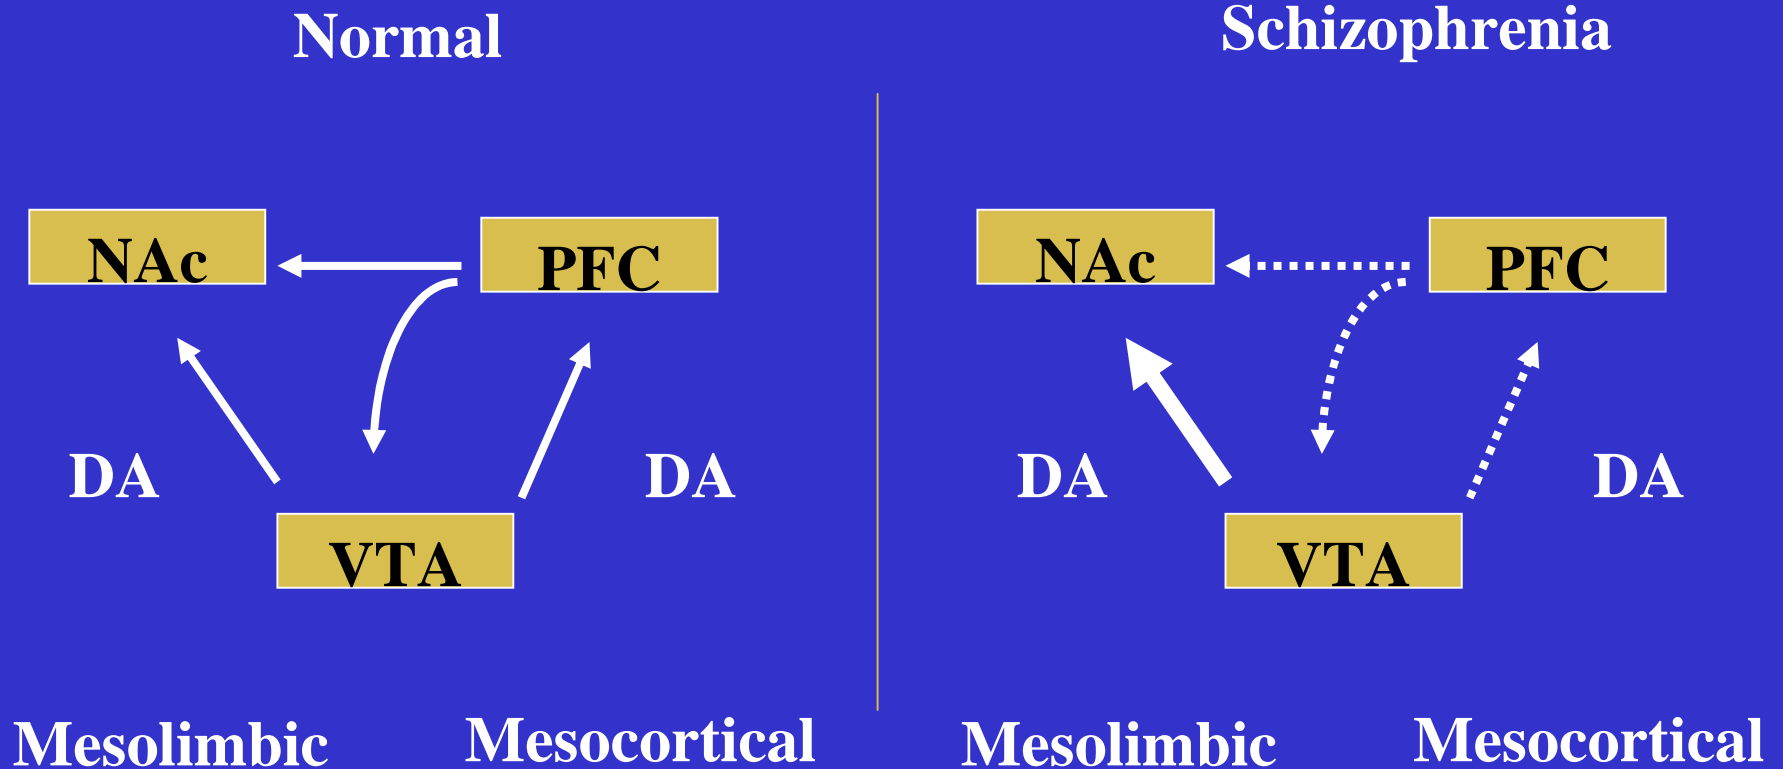 Normal
NAc
PFC
DA
DA
VTA
Mesolimbic
Mesocortical
Schizophrenia
NAc
PFC
DA
DA
VTA
Mesolimbic
Mesocortical